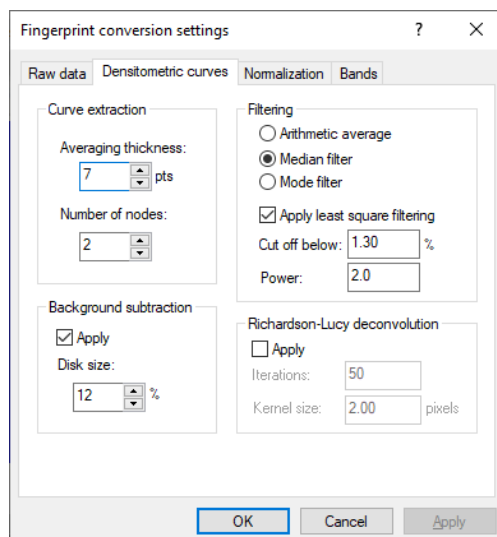 Fingerprint conversion settings ? ×
Raw data Densitometric curves Normalization Bands
Curve extraction
Averaging thickness:
7 pts
Number of nodes:
2
Filtering
Arithmetic average
Median filter
Mode filter
Apply least square filtering
Cut off below: 1.30 %
Power: 2.0
Background subtraction
Apply
Disk size:
12 %
Richardson-Lucy deconvolution
Apply
Iterations: 50
Kernel size: 2.00 pixels
OK Cancel Apply